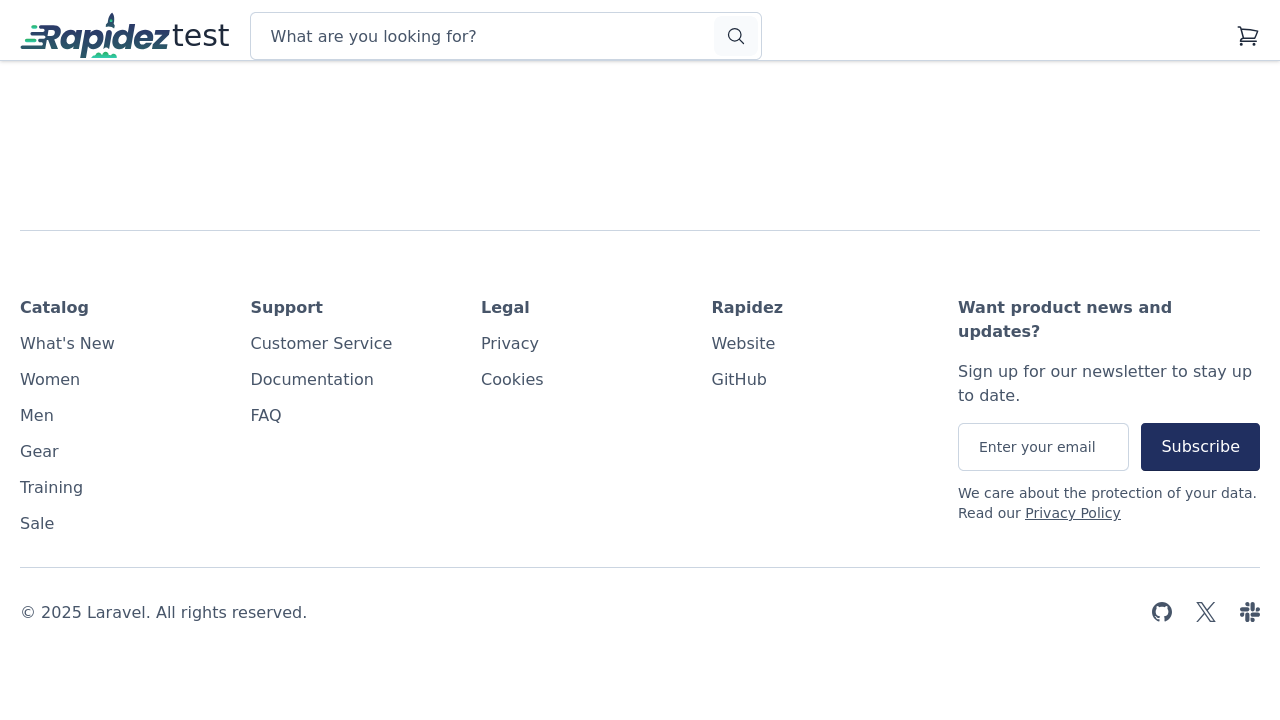 Rapidez test
What are you looking for?
Catalog
What's New
Women
Men
Gear
Training
Sale
Support
Customer Service
Documentation
FAQ
Legal
Privacy
Cookies
Rapidez
Website
GitHub
Want product news and
updates?
Sign up for our newsletter to stay up
to date.
Enter your email
Subscribe
We care about the protection of your data.
Read our Privacy Policy
© 2025 Laravel. All rights reserved.